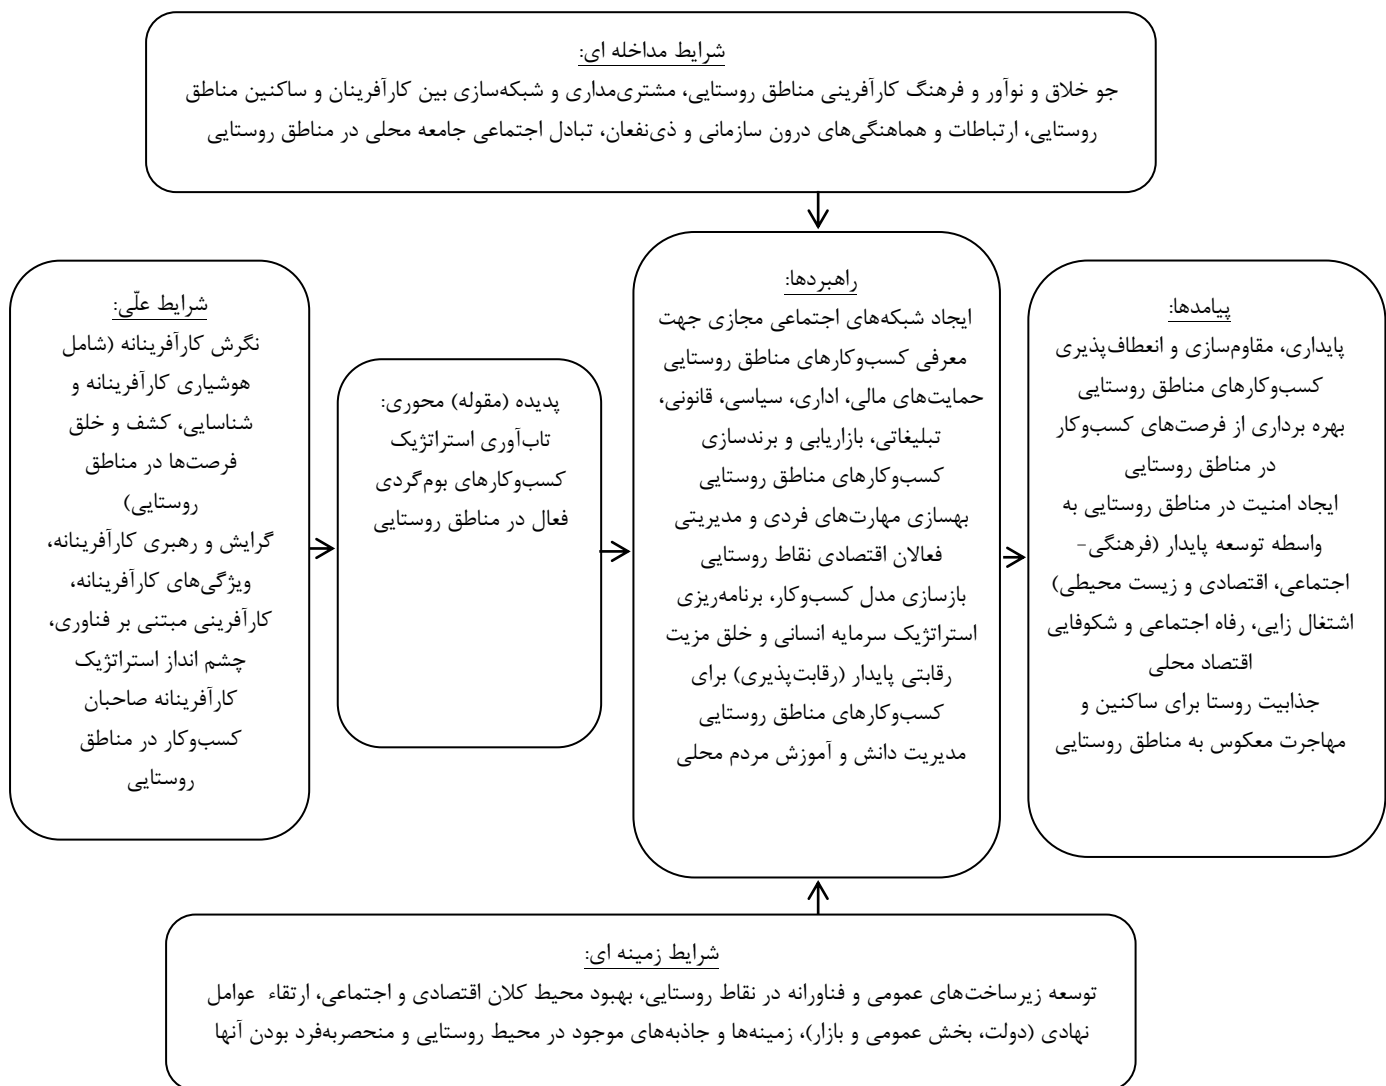 شرایط مداخله ای:
جو خلاق و نوآور و فرهنگ کارآفرینی مناطق روستایی، مشتری‌مداری و شبکه‌سازی بین کارآفرینان و ساکنین مناطق
روستایی، ارتباطات و هماهنگی‌های درون سازمانی و ذی‌نفعان، تبادل اجتماعی جامعه محلی در مناطق روستایی
شرایط علّی:
نگرش کارآفرینانه (شامل
هوشیاری کارآفرینانه و
شناسایی، کشف و خلق
فرصت‌ها در مناطق
روستایی)
گرایش و رهبری کارآفرینانه،
ویژگی‌های کارآفرینانه،
کارآفرینی مبتنی بر فناوری،
چشم انداز استراتژیک
کارآفرینانه صاحبان
کسب‌وکار در مناطق
روستایی
پدیده (مقوله) محوری:
تاب‌آوری استراتژیک
کسب‌وکارهای بوم‌گردی
فعال در مناطق روستایی
راهبردها:
ایجاد شبکه‌های اجتماعی مجازی جهت
معرفی کسب‌وکارهای مناطق روستایی
حمایت‌های مالی، اداری، سیاسی، قانونی،
تبلیغاتی، بازاریابی و برندسازی
کسب‌وکارهای مناطق روستایی
بهسازی مهارت‌های فردی و مدیریتی
فعالان اقتصادی نقاط روستایی
بازسازی مدل کسب‌وکار، برنامه‌ریزی
استراتژیک سرمایه انسانی و خلق مزیت
رقابتی پایدار (رقابت‌پذیری) برای
کسب‌وکارهای مناطق روستایی
مدیریت دانش و آموزش مردم محلی
پیامدها:
پایداری، مقاوم‌سازی و انعطاف‌پذیری
کسب‌وکارهای مناطق روستایی
بهره برداری از فرصت‌های کسب‌وکار
در مناطق روستایی
ایجاد امنیت در مناطق روستایی به
واسطه توسعه پایدار (فرهنگی-
اجتماعی، اقتصادی و زیست محیطی)
اشتغال زایی، رفاه اجتماعی و شکوفایی
اقتصاد محلی
جذابیت روستا برای ساکنین و
مهاجرت معکوس به مناطق روستایی
شرایط زمینه ای:
توسعه زیرساخت‌های عمومی و فناورانه در نقاط روستایی، بهبود محیط کلان اقتصادی و اجتماعی، ارتقاء عوامل
نهادی (دولت، بخش عمومی و بازار)، زمینه‌ها و جاذبه‌های موجود در محیط روستایی و منحصربه‌فرد بودن آنها